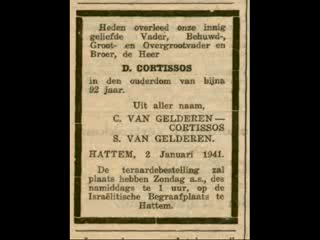 Heden overleed onze innig
geliefde Vader, Behuwd-,
Groot- en Overgrootvader en
Broer, de Heer
D. CORTISSOS
in den ouderdom van bijna
92 jaar.
Uit aller naam,
C. VAN GELDEREN—
CORTISSOS
S. VAN GELDEREN.
HATTEM, 2 Januari 1941.
De teraardebestelling zal
plaats hebben Zondag a.s., des
namiddags te 1 uur, op de
Israëlitische Begraafplaats te
Hattem.